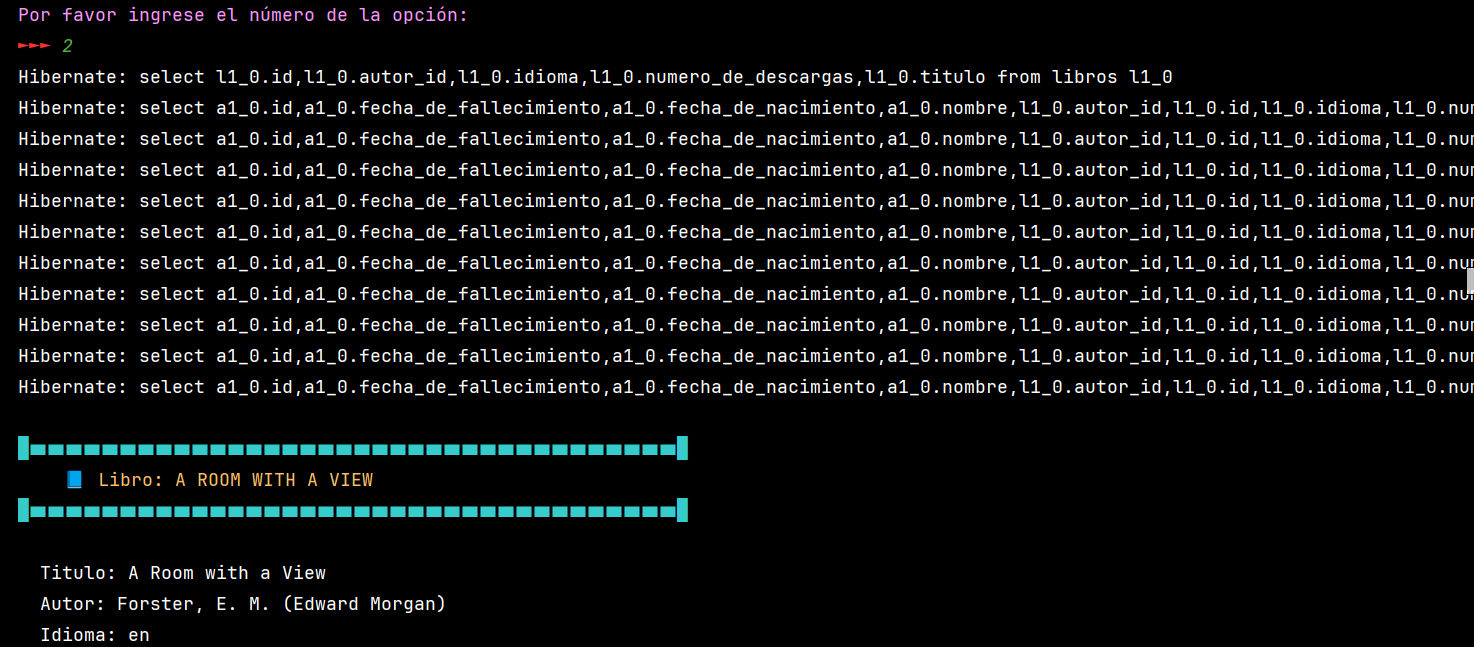 Por favor ingrese el número de la opción:
►►► 2
Hibernate: select l1_0.id,l1_0.autor_id,l1_0.idioma,l1_0.numero_de_descargas,l1_0.titulo from libros l1_0
Hibernate: select a1_0.id,a1_0.fecha_de_fallecimiento,a1_0.fecha_de_nacimiento,a1_0.nombre,l1_0.autor_id,l1_0.id,l1_0.idioma,l1_0.num
Hibernate: select a1_0.id,a1_0.fecha_de_fallecimiento,a1_0.fecha_de_nacimiento,a1_0.nombre,l1_0.autor_id,l1_0.id,l1_0.idioma,l1_0.num
Hibernate: select a1_0.id,a1_0.fecha_de_fallecimiento,a1_0.fecha_de_nacimiento,a1_0.nombre,l1_0.autor_id,l1_0.id,l1_0.idioma,l1_0.num
Hibernate: select a1_0.id,a1_0.fecha_de_fallecimiento,a1_0.fecha_de_nacimiento,a1_0.nombre,l1_0.autor_id,l1_0.id,l1_0.idioma,l1_0.num
Hibernate: select a1_0.id,a1_0.fecha_de_fallecimiento,a1_0.fecha_de_nacimiento,a1_0.nombre,l1_0.autor_id,l1_0.id,l1_0.idioma,l1_0.num
Hibernate: select a1_0.id,a1_0.fecha_de_fallecimiento,a1_0.fecha_de_nacimiento,a1_0.nombre,l1_0.autor_id,l1_0.id,l1_0.idioma,l1_0.num
Hibernate: select a1_0.id,a1_0.fecha_de_fallecimiento,a1_0.fecha_de_nacimiento,a1_0.nombre,l1_0.autor_id,l1_0.id,l1_0.idioma,l1_0.num
Hibernate: select a1_0.id,a1_0.fecha_de_fallecimiento,a1_0.fecha_de_nacimiento,a1_0.nombre,l1_0.autor_id,l1_0.id,l1_0.idioma,l1_0.num
Hibernate: select a1_0.id,a1_0.fecha_de_fallecimiento,a1_0.fecha_de_nacimiento,a1_0.nombre,l1_0.autor_id,l1_0.id,l1_0.idioma,l1_0.num
Hibernate: select a1_0.id,a1_0.fecha_de_fallecimiento,a1_0.fecha_de_nacimiento,a1_0.nombre,l1_0.autor_id,l1_0.id,l1_0.idioma,l1_0.num
📘 Libro: A ROOM WITH A VIEW
Titulo: A Room with a View
Autor: Forster, E. M. (Edward Morgan)
Idioma: en